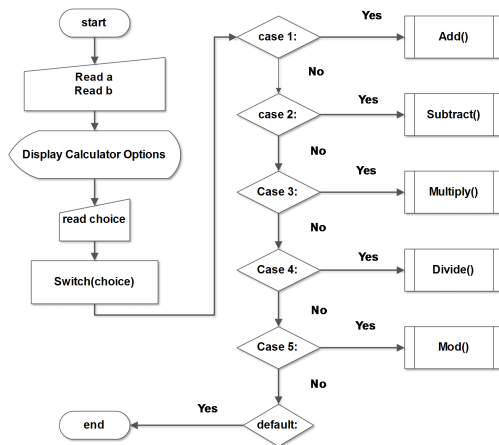 start
Read a
Read b
Display Calculator Options
read choice
Switch(choice)
case 1:
Yes
Add()
No
case 2:
Yes
Subtract()
No
Case 3:
Yes
Multiply()
No
Case 4:
Yes
Divide()
No
Case 5:
Yes
Mod()
No
default:
Yes
end